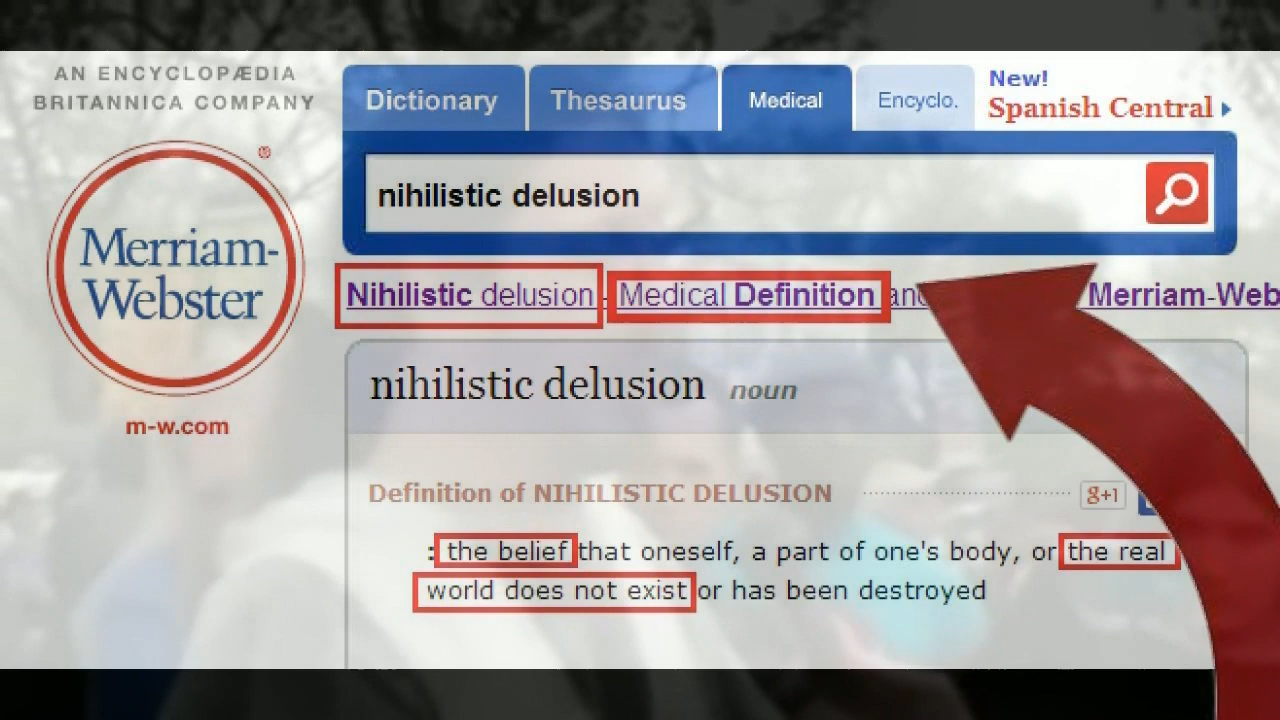 AN ENCYCLOPÆDIA
BRITANNICA COMPANY
®
Merriam-
Webster
m-w.com
Dictionary
Thesaurus
Medical
Encyclo.
New!
Spanish Central
nihilistic delusion
Nihilistic delusion - Medical Definition and Merriam-Web
nihilistic delusion noun
Definition of NIHILISTIC DELUSION
g+1
: the belief that oneself, a part of one's body, or the real
world does not exist or has been destroyed